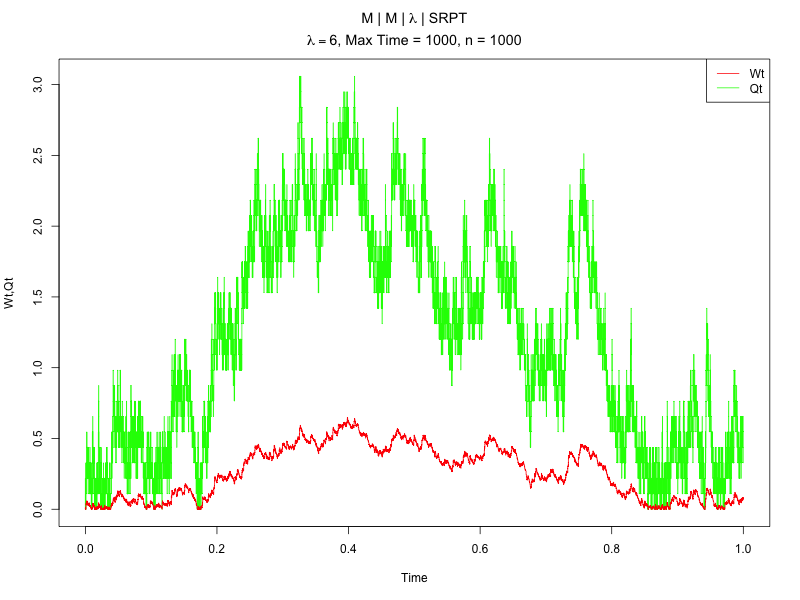 M | M | λ | SRPT
λ = 6, Max Time = 1000, n = 1000
Wt
Qt
Wt,Qt
3.0
2.5
2.0
1.5
1.0
0.5
0.0
0.0 0.2 0.4 0.6 0.8 1.0
Time